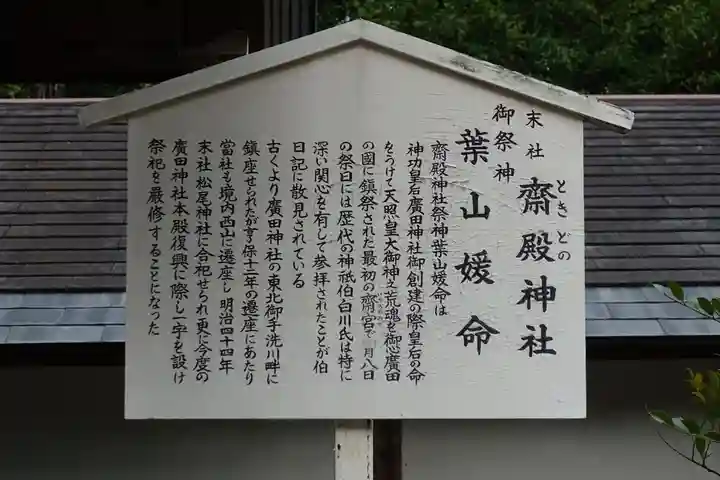 末社 齋殿神社
ときどの
御祭神
葉山媛命
齋殿神社祭神葉山媛命は
神功皇后廣田神社御創建の際皇后の命
をうけて天照皇大御神之荒魂を御心廣田
の國に鎮祭された最初の齋宮で 月八日
の祭日には歴代の神祇伯白川氏は特に
深い関心を有して参拝されたことが伯
日記に散見されている
古くより廣田神社の東北御手洗川畔に
鎮座せられたが享保十二年の遷座にあたり
當社も境内西山に遷座し明治四十四年
末社松尾神社に合祀せられ更に今度の
廣田神社本殿復興に際し一宇を設け
祭祀を厳修することになった